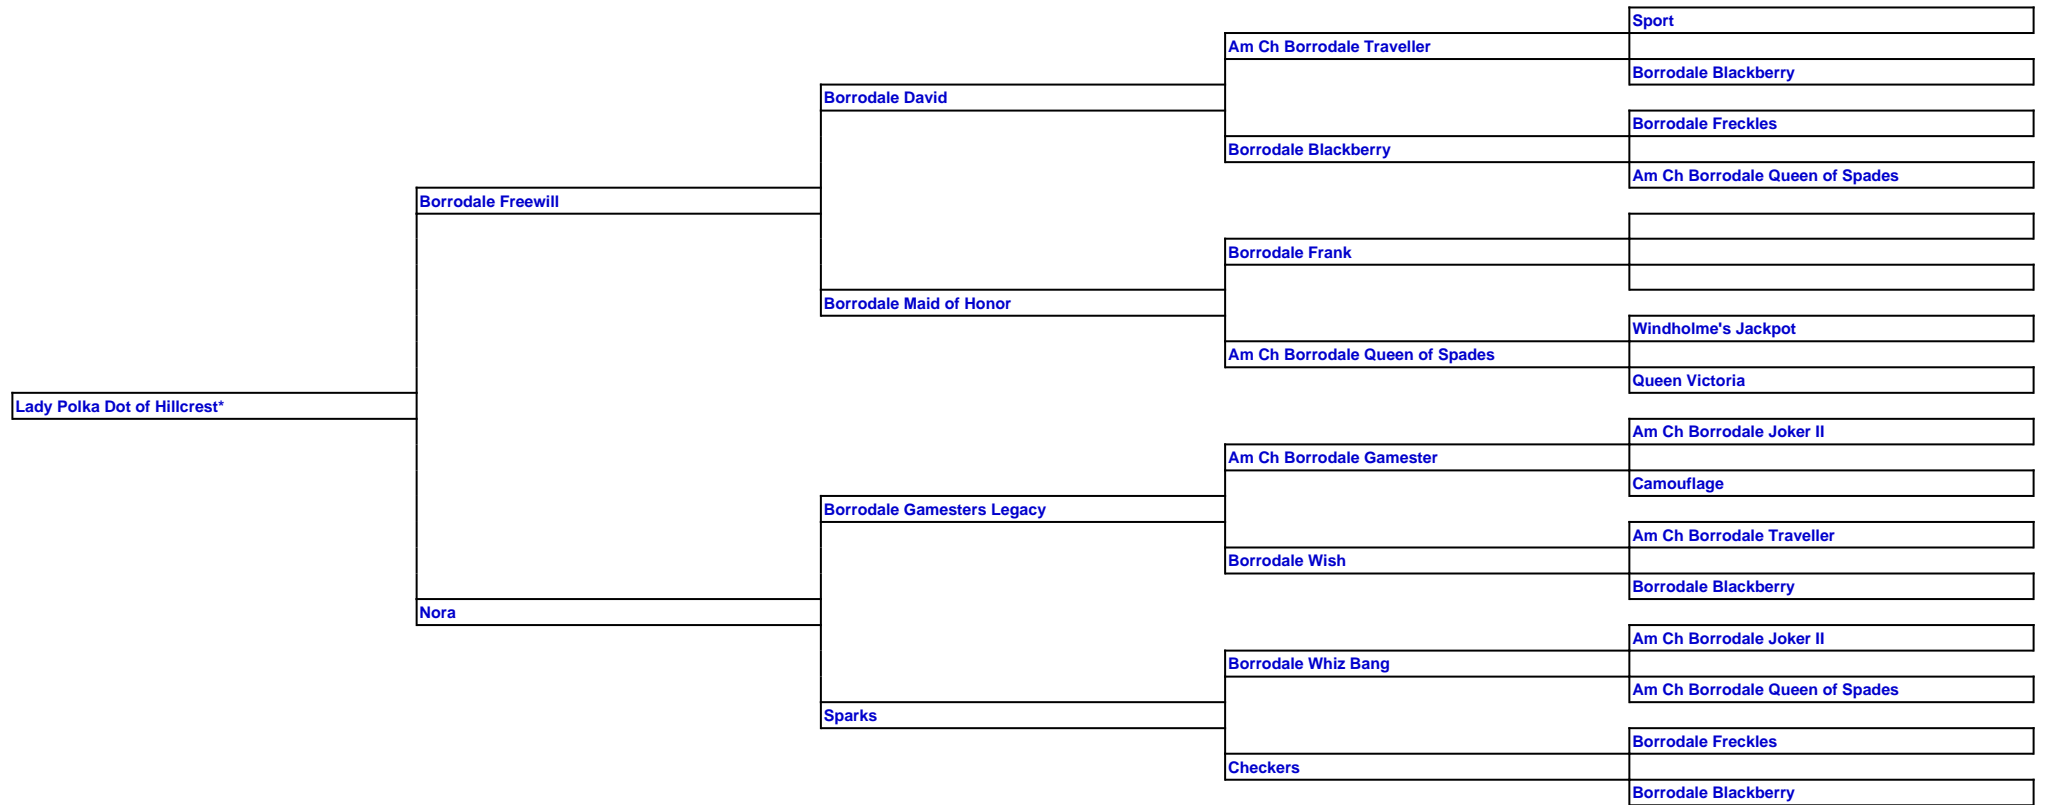 Sport
Am Ch Borrodale Traveller
Borrodale Blackberry
Borrodale David
Borrodale Freckles
Borrodale Blackberry
Am Ch Borrodale Queen of Spades
Borrodale Freewill
Borrodale Frank
Borrodale Maid of Honor
Windholme's Jackpot
Am Ch Borrodale Queen of Spades
Queen Victoria
Lady Polka Dot of Hillcrest*
Am Ch Borrodale Joker II
Am Ch Borrodale Gamester
Camouflage
Borrodale Gamesters Legacy
Am Ch Borrodale Traveller
Borrodale Wish
Borrodale Blackberry
Nora
Am Ch Borrodale Joker II
Borrodale Whiz Bang
Am Ch Borrodale Queen of Spades
Sparks
Borrodale Freckles
Checkers
Borrodale Blackberry